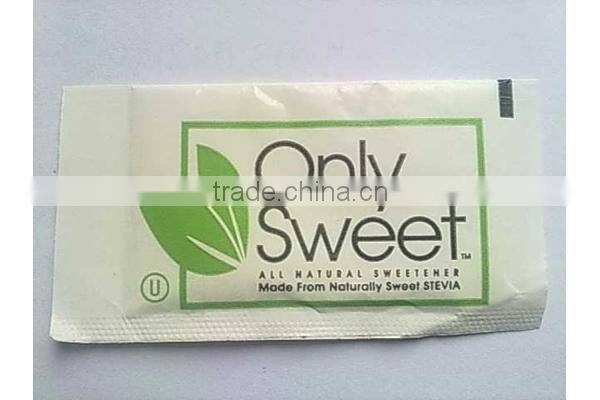 Only
trade.china.cn
Sweet™
ALL NATURAL SWEETENER
Made From Naturally Sweet STEVIA
U